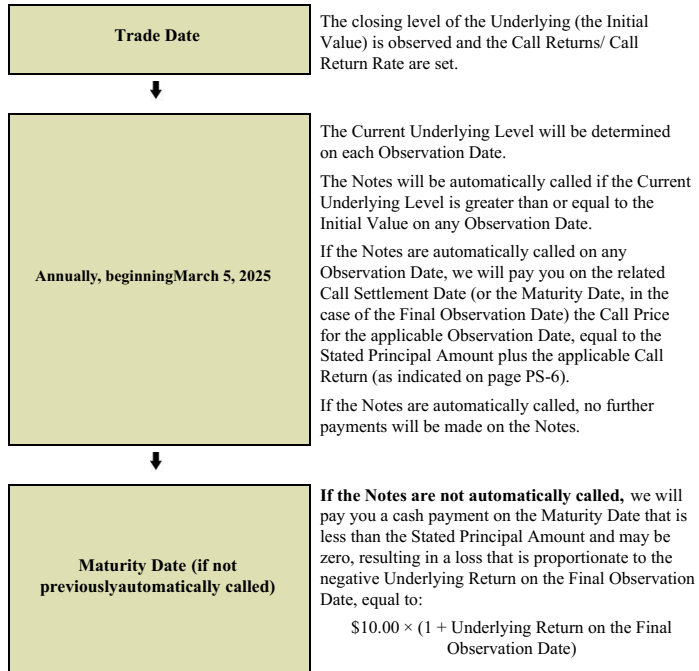 Trade Date
The closing level of the Underlying (the Initial
Value) is observed and the Call Returns/ Call
Return Rate are set.
Annually, beginningMarch 5, 2025
The Current Underlying Level will be determined
on each Observation Date.
The Notes will be automatically called if the Current
Underlying Level is greater than or equal to the
Initial Value on any Observation Date.
If the Notes are automatically called on any
Observation Date, we will pay you on the related
Call Settlement Date (or the Maturity Date, in the
case of the Final Observation Date) the Call Price
for the applicable Observation Date, equal to the
Stated Principal Amount plus the applicable Call
Return (as indicated on page PS-6).
If the Notes are automatically called, no further
payments will be made on the Notes.
Maturity Date (if not
previouslyautomatically called)
If the Notes are not automatically called, we will
pay you a cash payment on the Maturity Date that is
less than the Stated Principal Amount and may be
zero, resulting in a loss that is proportionate to the
negative Underlying Return on the Final Observation
Date, equal to:
$10.00 × (1 + Underlying Return on the Final
Observation Date)